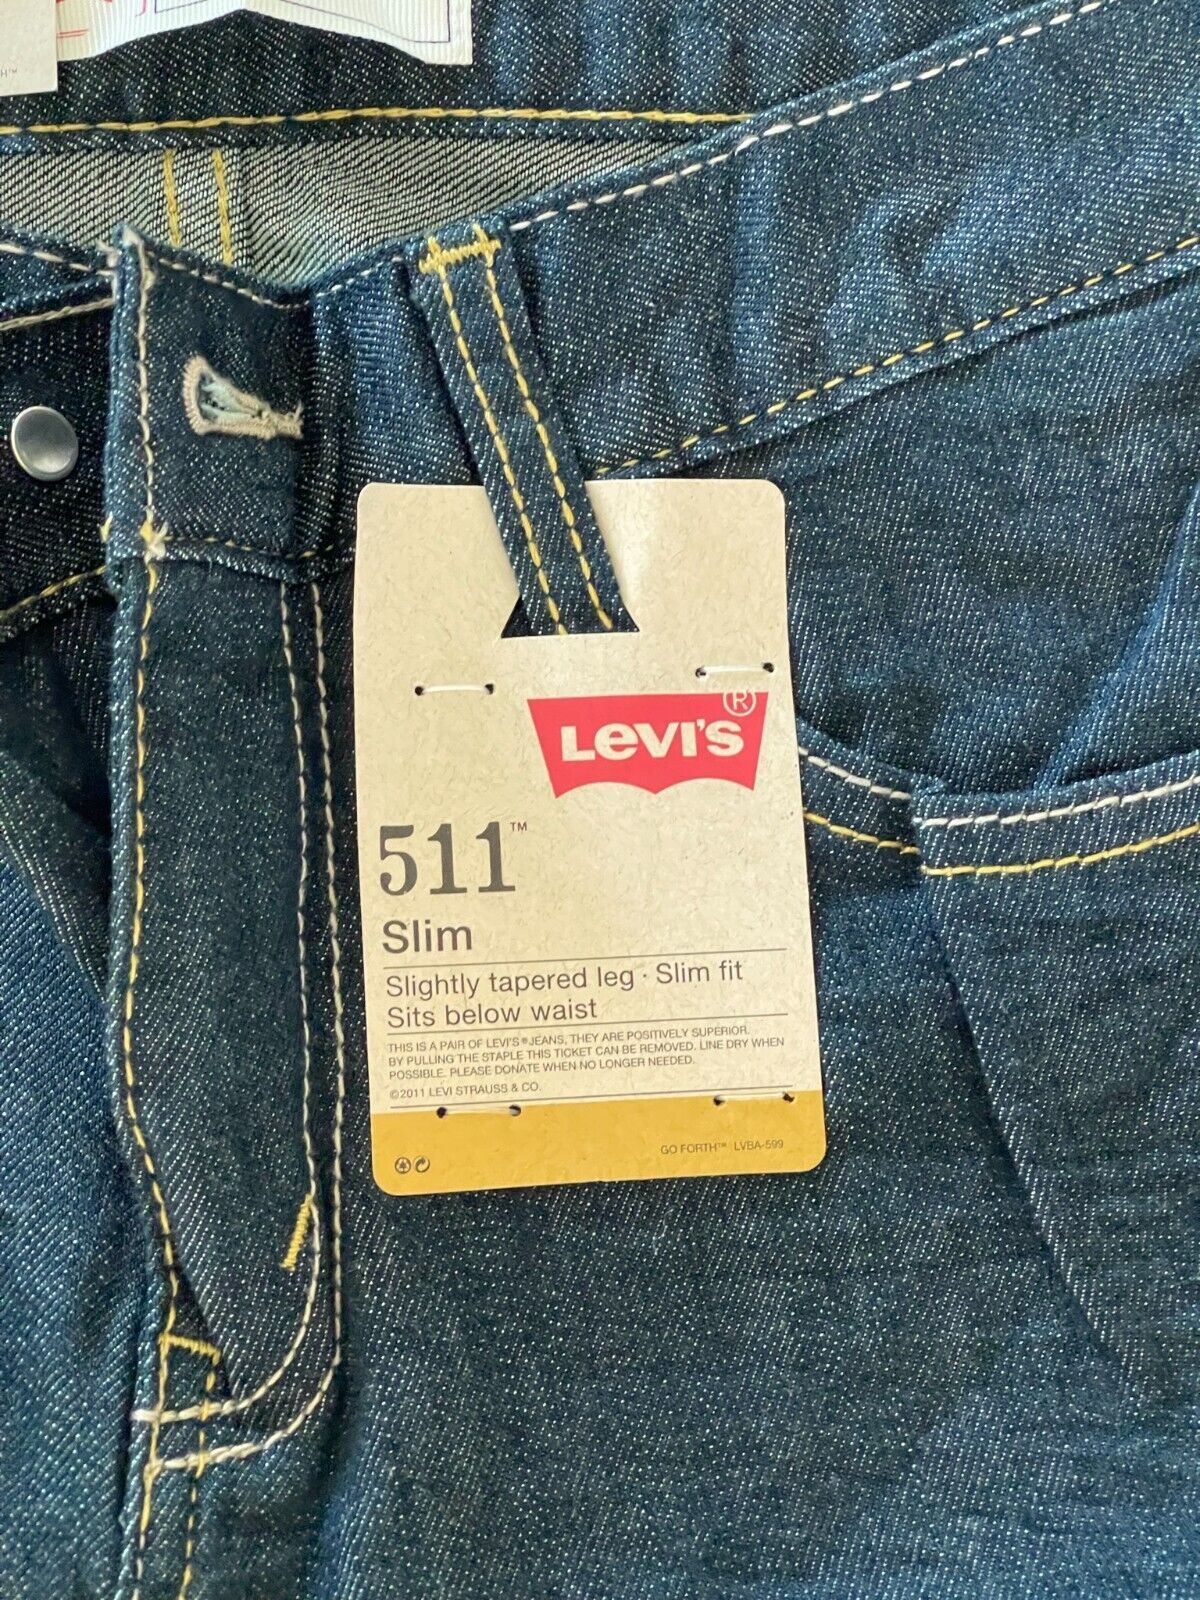 H™
LEVI'S®
511™
Slim
Slightly tapered leg · Slim fit
Sits below waist
THIS IS A PAIR OF LEVI'S® JEANS. THEY ARE POSITIVELY SUPERIOR.
BY PULLING THE STAPLE THIS TICKET CAN BE REMOVED. LINE DRY WHEN
POSSIBLE. PLEASE DONATE WHEN NO LONGER NEEDED.
©2011 LEVI STRAUSS & CO.
GO FORTH™ LVBA-599